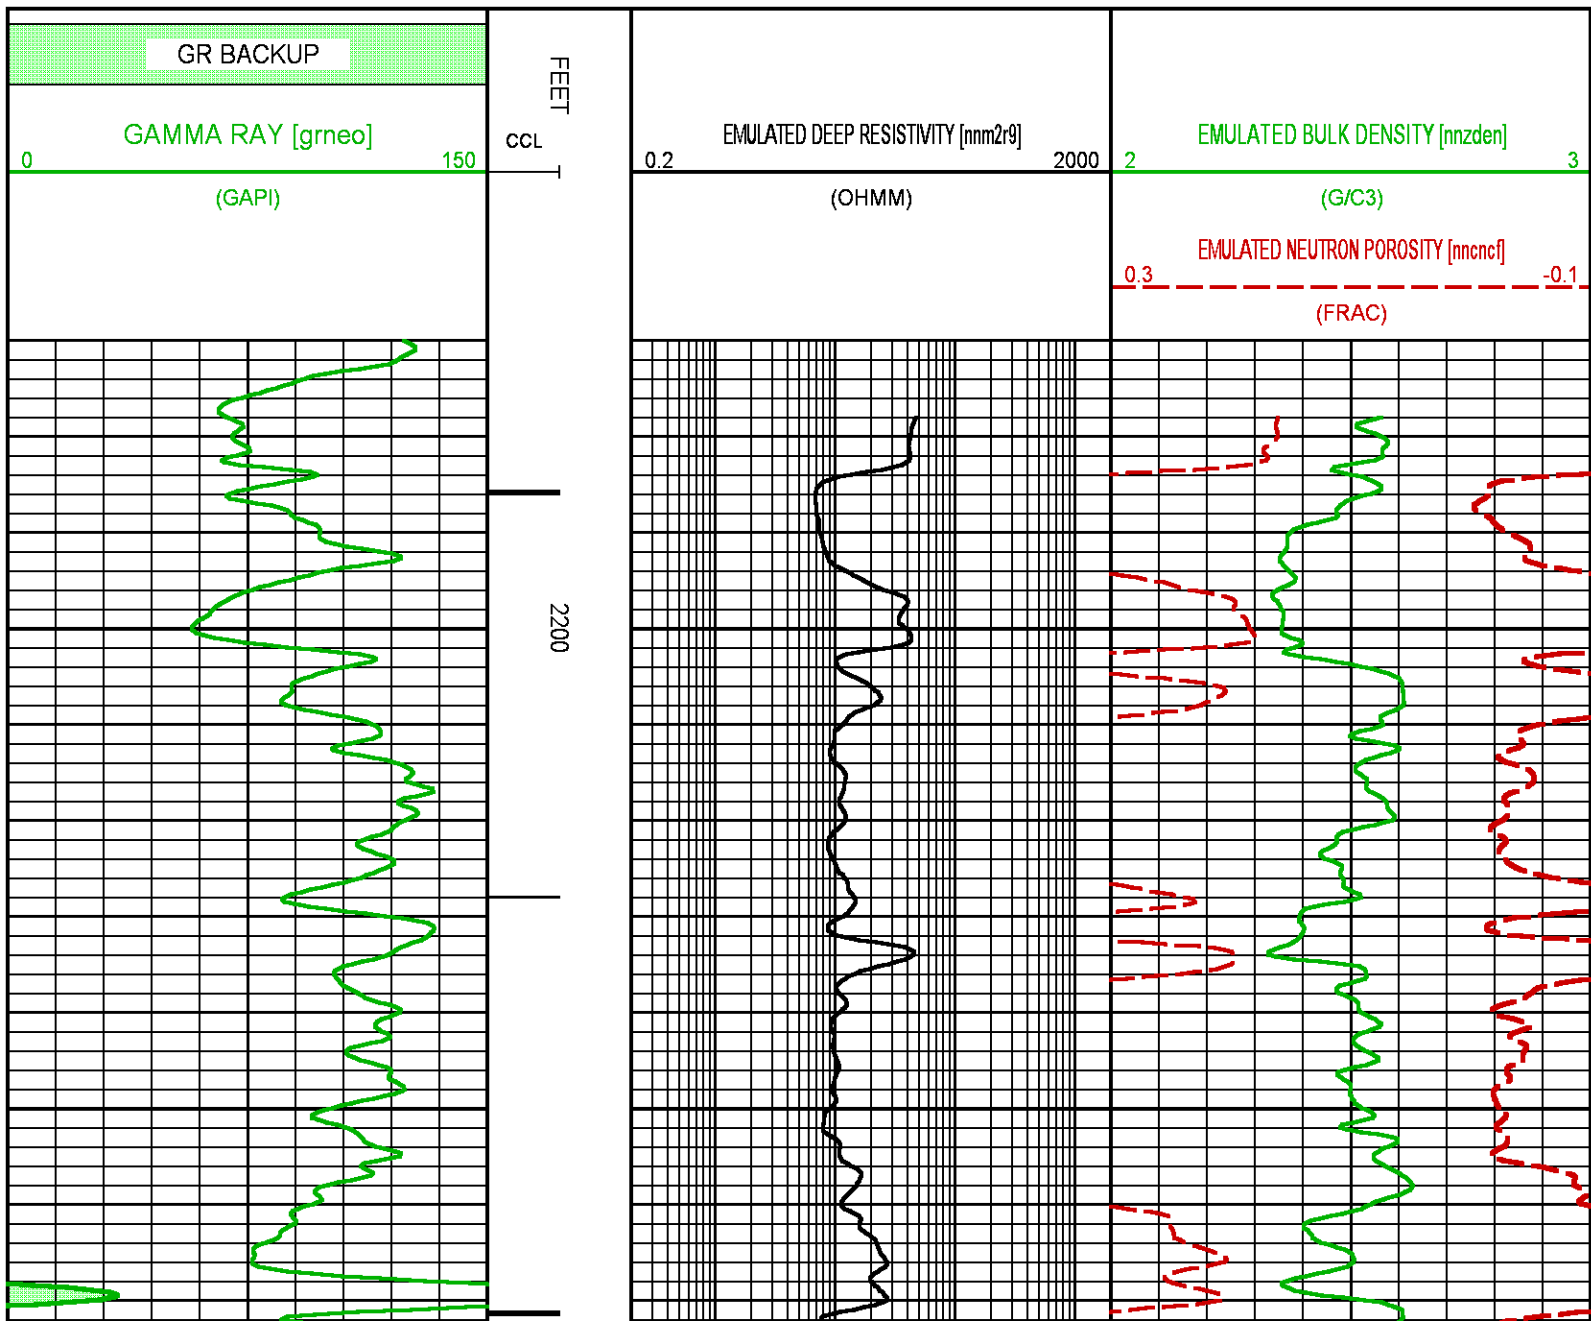 GR BACKUP
GAMMA RAY [grneo]
0 150
(GAPI)
FEET
CCL
2200
EMULATED DEEP RESISTIVITY [nnm2r9]
0.2 2000
(OHMM)
EMULATED BULK DENSITY [nnzden]
2 3
(G/C3)
EMULATED NEUTRON POROSITY [nncncf]
0.3 -0.1
(FRAC)